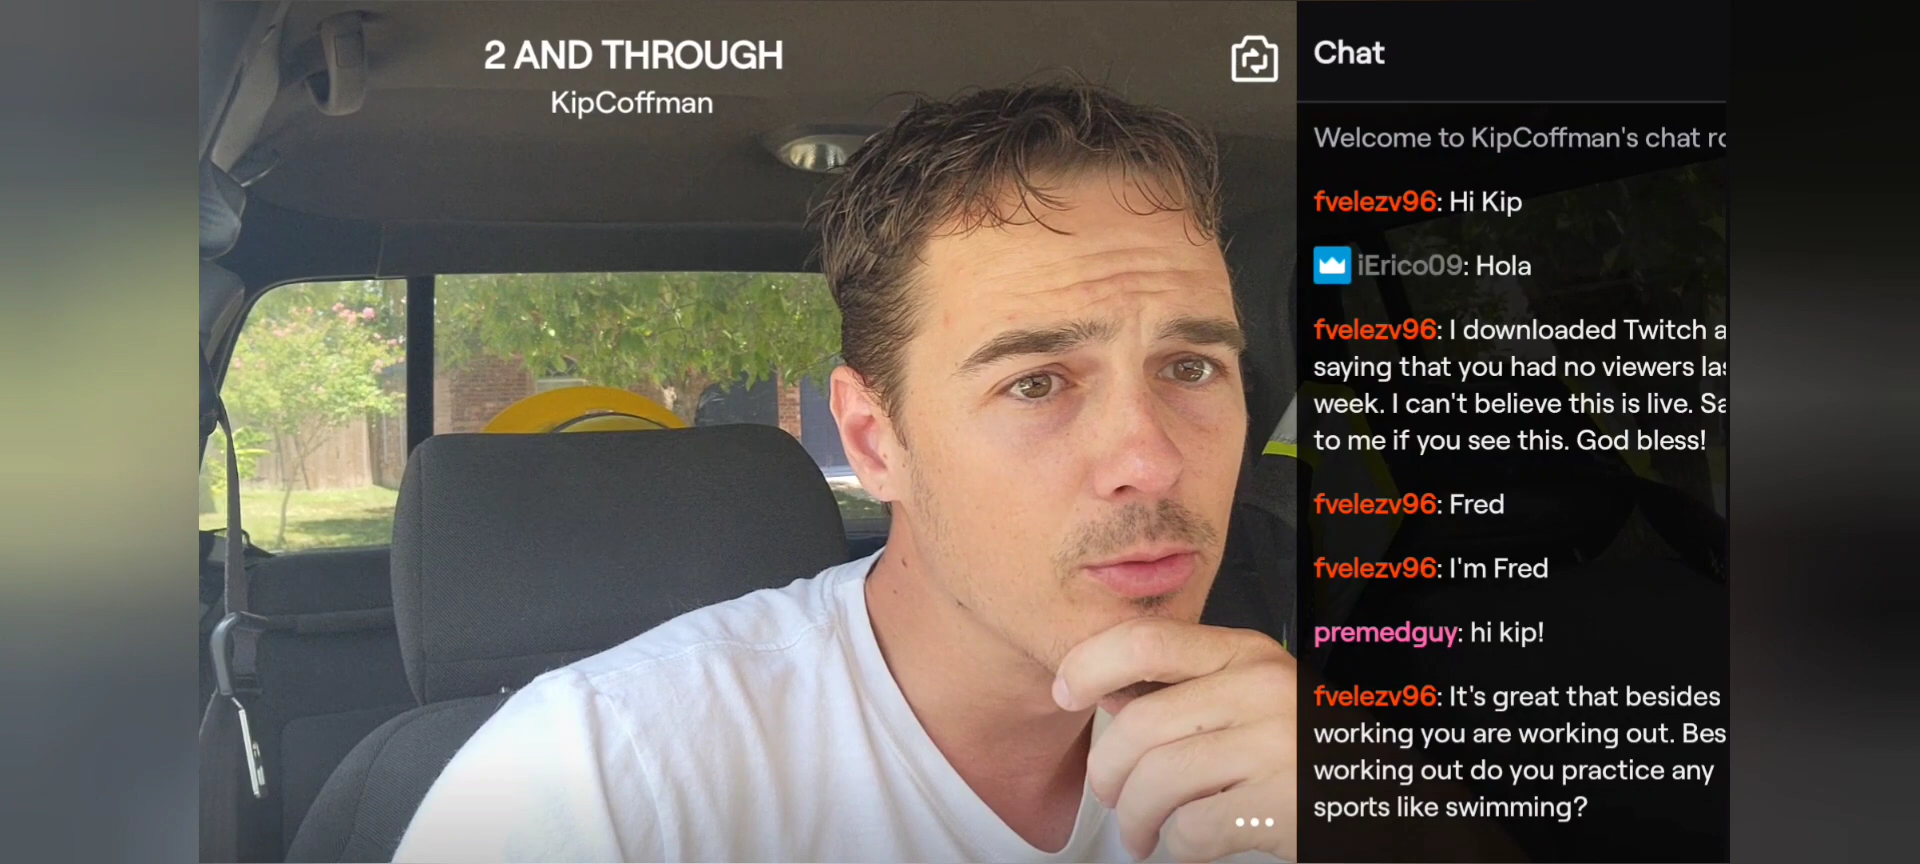 2 AND THROUGH
KipCoffman
Chat
Welcome to KipCoffman's chat
fvelezv96: Hi Kip
iErico09: Hola
fvelezv96: I downloaded Twitch
saying that you had no viewers
week. I can't believe this is live.
to me if you see this. God bless!
fvelezv96: Fred
fvelezv96: I'm Fred
premedguy: hi kip!
fvelezv96: It's great that besides
working you are working out.
working out do you practice any
sports like swimming?